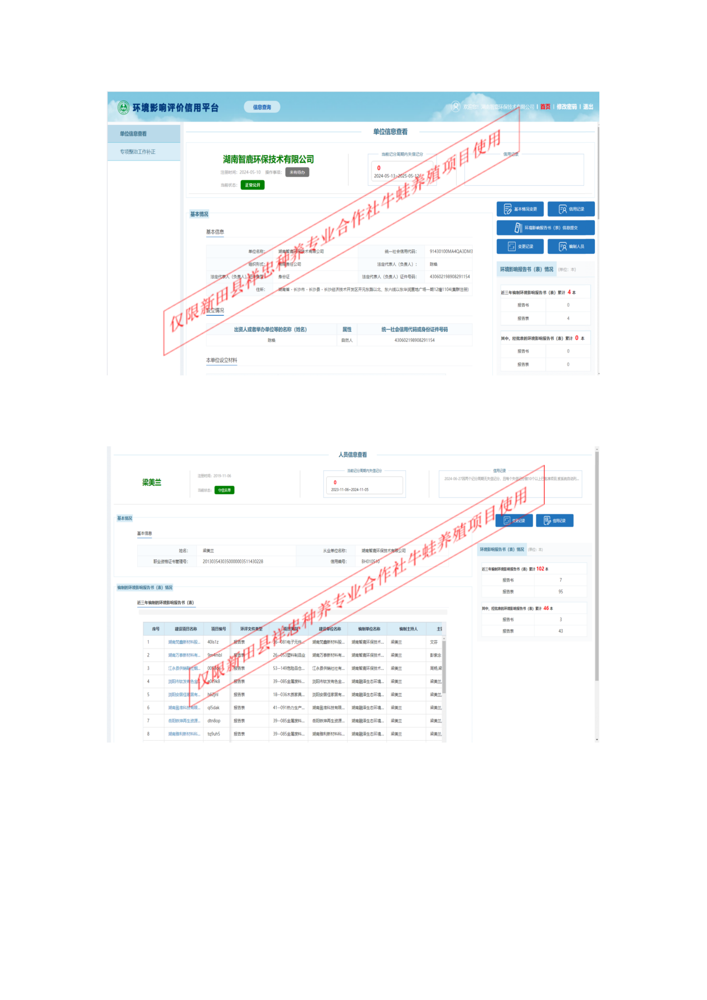 环境影响评价信用平台
信息查询
欢迎您：湖南智鹿环保技术有限公司 | 首页 | 修改密码 | 退出
单位信息查看
专项整治工作补正
单位信息查看
湖南智鹿环保技术有限公司
注册时间：2024-05-10 操作事项：未有待办
当前状态：正常公开
当前记分周期内失信记分
0
2024-05-13~2025-05-12
信用记录
基本情况
基本信息
单位名称： 湖南智鹿环保技术有限公司 统一社会信用代码： 91430100MA4QA3DM3
组织形式： 有限责任公司 法定代表人（负责人）： 陈焕
法定代表人（负责人）证件类型： 身份证 法定代表人（负责人）证件号码： 430602198908291154
住所： 湖南省 - 长沙市 - 长沙县 - 长沙经济技术开发区开元东路以北、东六线以东华润置地广场一期12幢1104(集群注册)
设立情况
出资人或者举办单位等的名称（姓名） 属性 统一社会信用代码或身份证件号码
陈焕 自然人 430602198908291154
本单位设立材料
基本情况变更 信用记录
环境影响报告书（表）信息提交
变更记录 编制人员
环境影响报告书（表）情况 （单位：本）
近三年编制环境影响报告书（表）累计 4 本
报告书 0
报告表 4
其中，经批准的环境影响报告书（表）累计 0 本
报告书 0
报告表 0
仅限新田县祥忠种养专业合作社牛蛙养殖项目使用
人员信息查看
梁美兰
注册时间：2019-11-06
当前状态：守信名单
当前记分周期内失信记分
0
2023-11-06~2024-11-05
信用记录
2024-06-27因两个记分周期无失信记分，且每个失信记分做10个以上已批准项目,被系统自动列...
基本情况
基本信息
姓名： 梁美兰 从业单位名称： 湖南智鹿环保技术有限公司
职业资格证书管理号： 2013035430350000003511430228 信用编号： BH010510
变更记录 信用记录
环境影响报告书（表）情况 （单位：本）
近三年编制环境影响报告书（表）累计 102 本
报告书 7
报告表 95
其中，经批准的环境影响报告书（表）累计 46 本
报告书 3
报告表 43
编制的环境影响报告书（表）情况
近三年编制的环境影响报告书（表）
序号 建设项目名称 项目编号 环评文件类型 项目类别 建设单位名称 编制单位名称 编制主持人 主要
1 湖南梵鑫新材料股... 40ls1z 报告表 36--081电子元件... 湖南梵鑫新材料股... 湖南智鹿环保技术... 梁美兰 文芬
2 湖南万泰新材料有... 9m4mbl 报告表 26--053塑料制品业 湖南万泰新材料有... 湖南智鹿环保技术... 梁美兰 彭紫念
3 江永县供销联社烟... 报告表 53--149危险品仓... 江永县供销社社有... 湖南智鹿环保技术... 梁美兰 周杨,梁
4 浏阳市钛发有色金... 报告表 39--085金属废料... 浏阳市钛发有色金... 湖南融泽生态环境... 梁美兰 梁美兰,
5 浏阳安居住家居有... h6zjnl 报告表 18--036木质家具... 浏阳安居住家居有... 湖南融泽生态环境... 梁美兰 梁美兰,
6 湖南盈准科技有限... ql5dak 报告表 41--091热力生产... 湖南盈准科技有限... 湖南融泽生态环境... 梁美兰 梁美兰,
7 岳阳轶坤再生资源... dtn8op 报告表 39--085金属废料... 岳阳轶坤再生资源... 湖南融泽生态环境... 梁美兰 梁美兰,
8 湖南雅利新材料科... tq9uh5 报告表 39--085金属废料... 湖南雅利新材料科... 湖南融泽生态环境... 梁美兰 梁美兰,
仅限新田县祥忠种养专业合作社牛蛙养殖项目使用